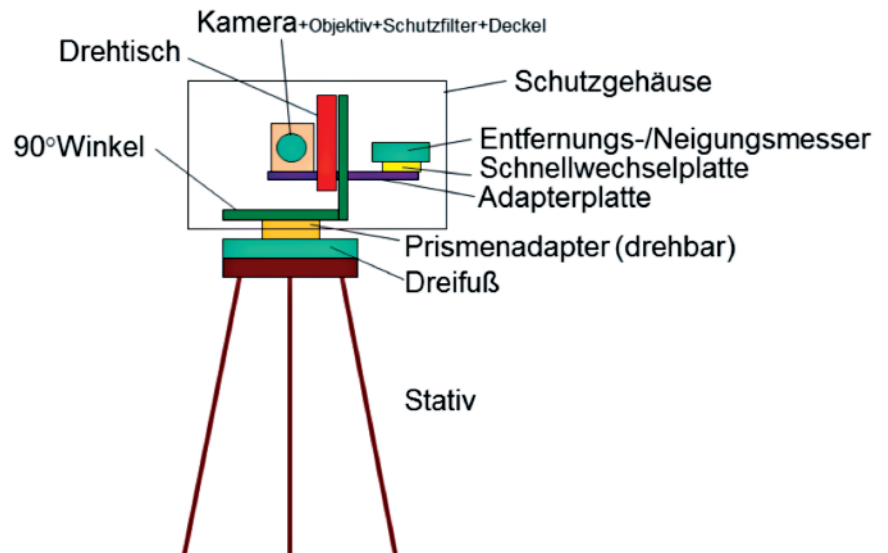 Kamera+Objektiv+Schutzfilter+Deckel
Drehtisch
Schutzgehäuse
90°Winkel
Entfernungs-/Neigungsmesser
Schnellwechselplatte
Adapterplatte
Prismenadapter (drehbar)
Dreifuß
Stativ